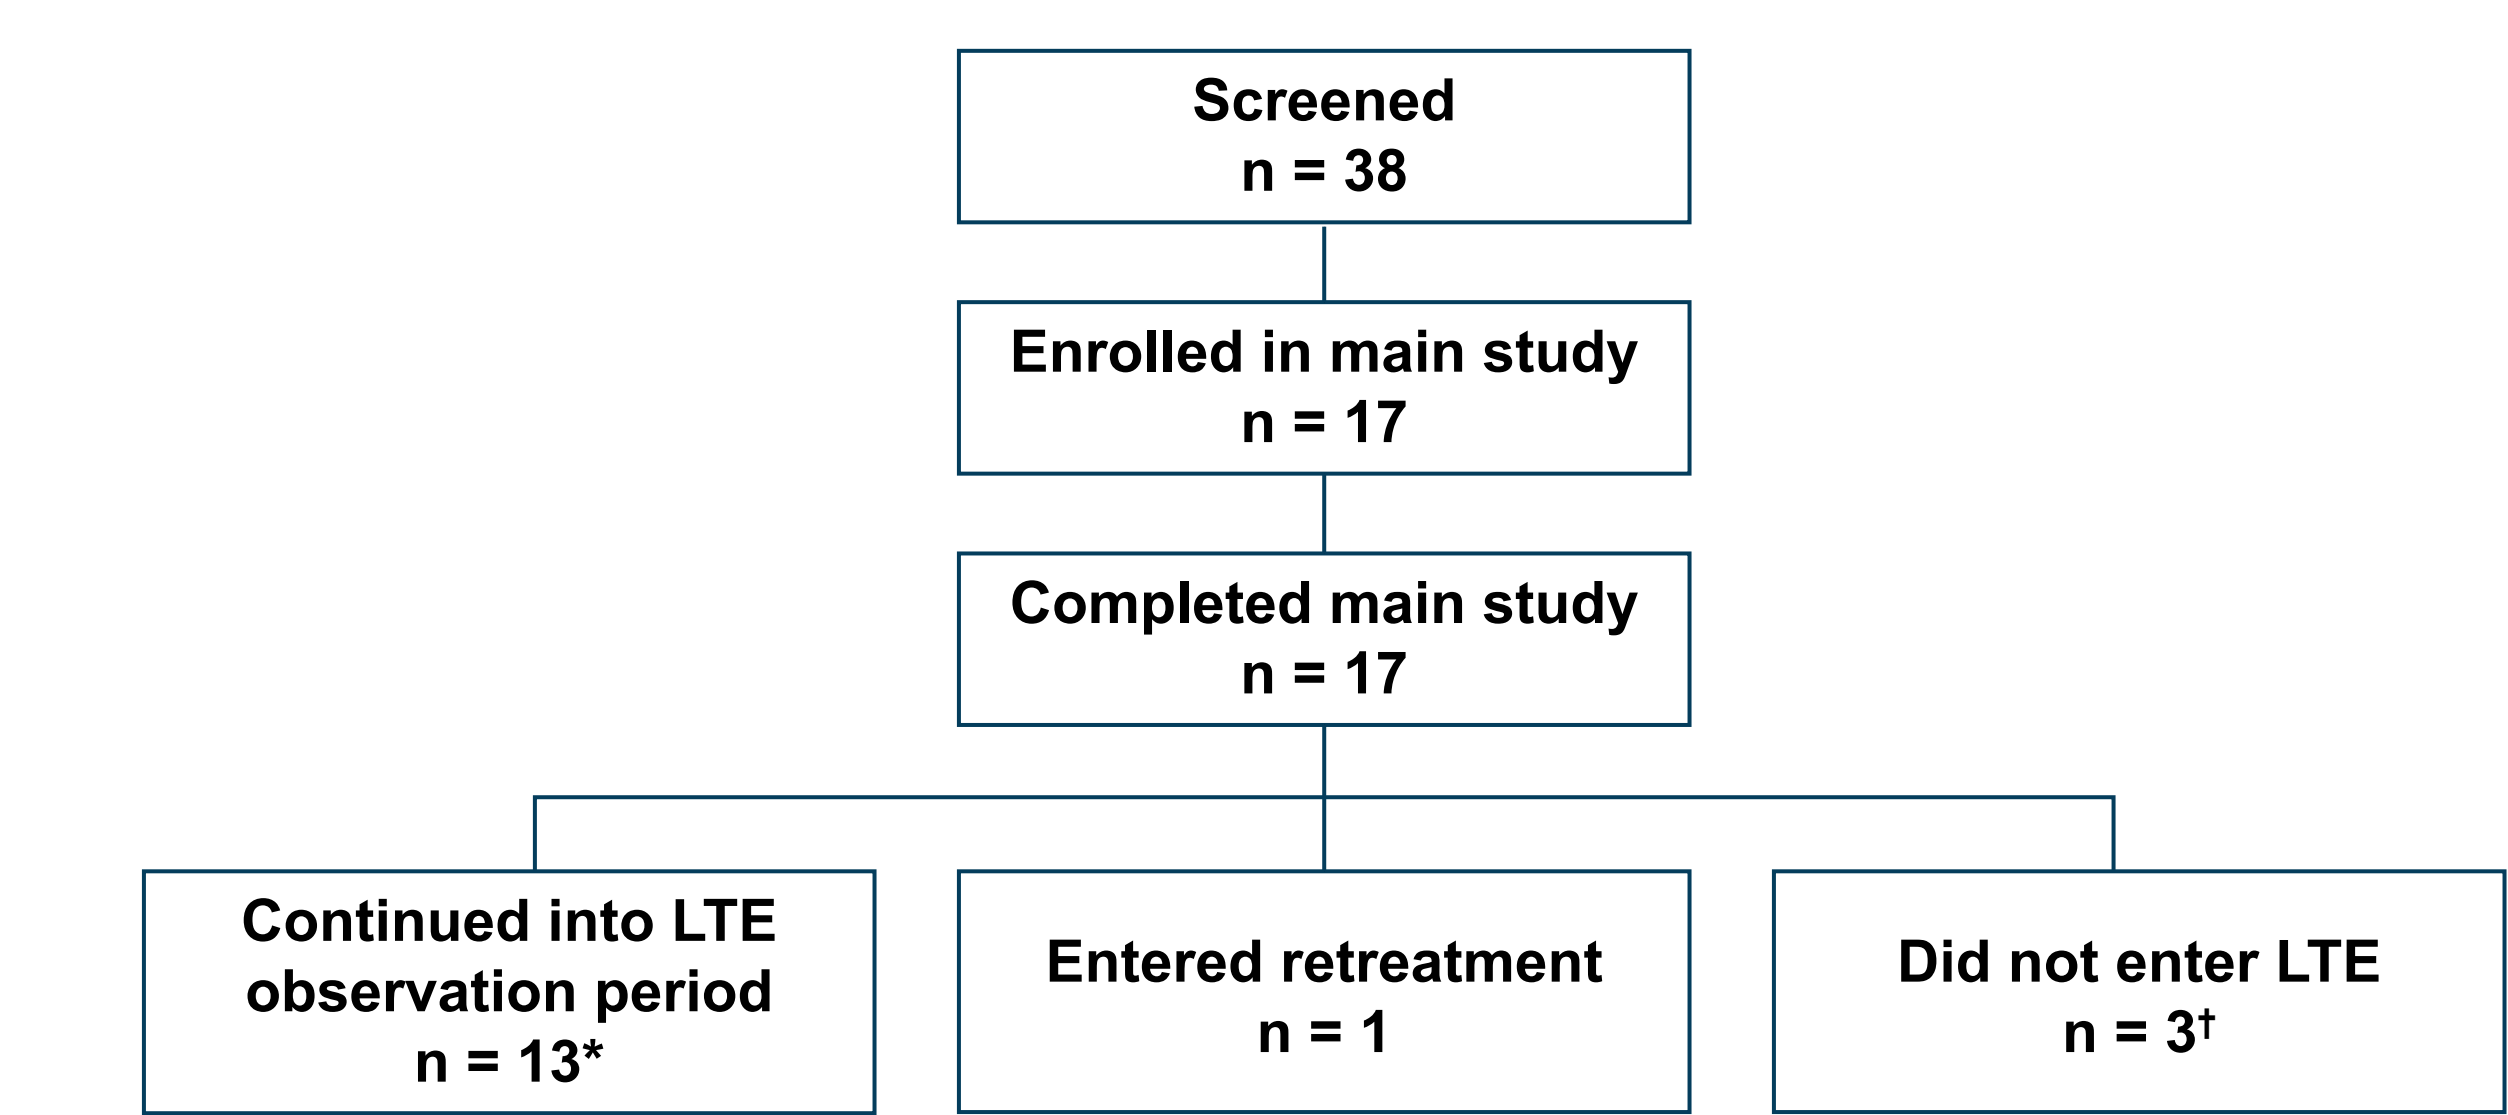 Screened
n = 38
Enrolled in main study
n = 17
Completed main study
n = 17
Continued into LTE
observation period
n = 13*
Entered retreatment
n = 1
Did not enter LTE
n = 3†